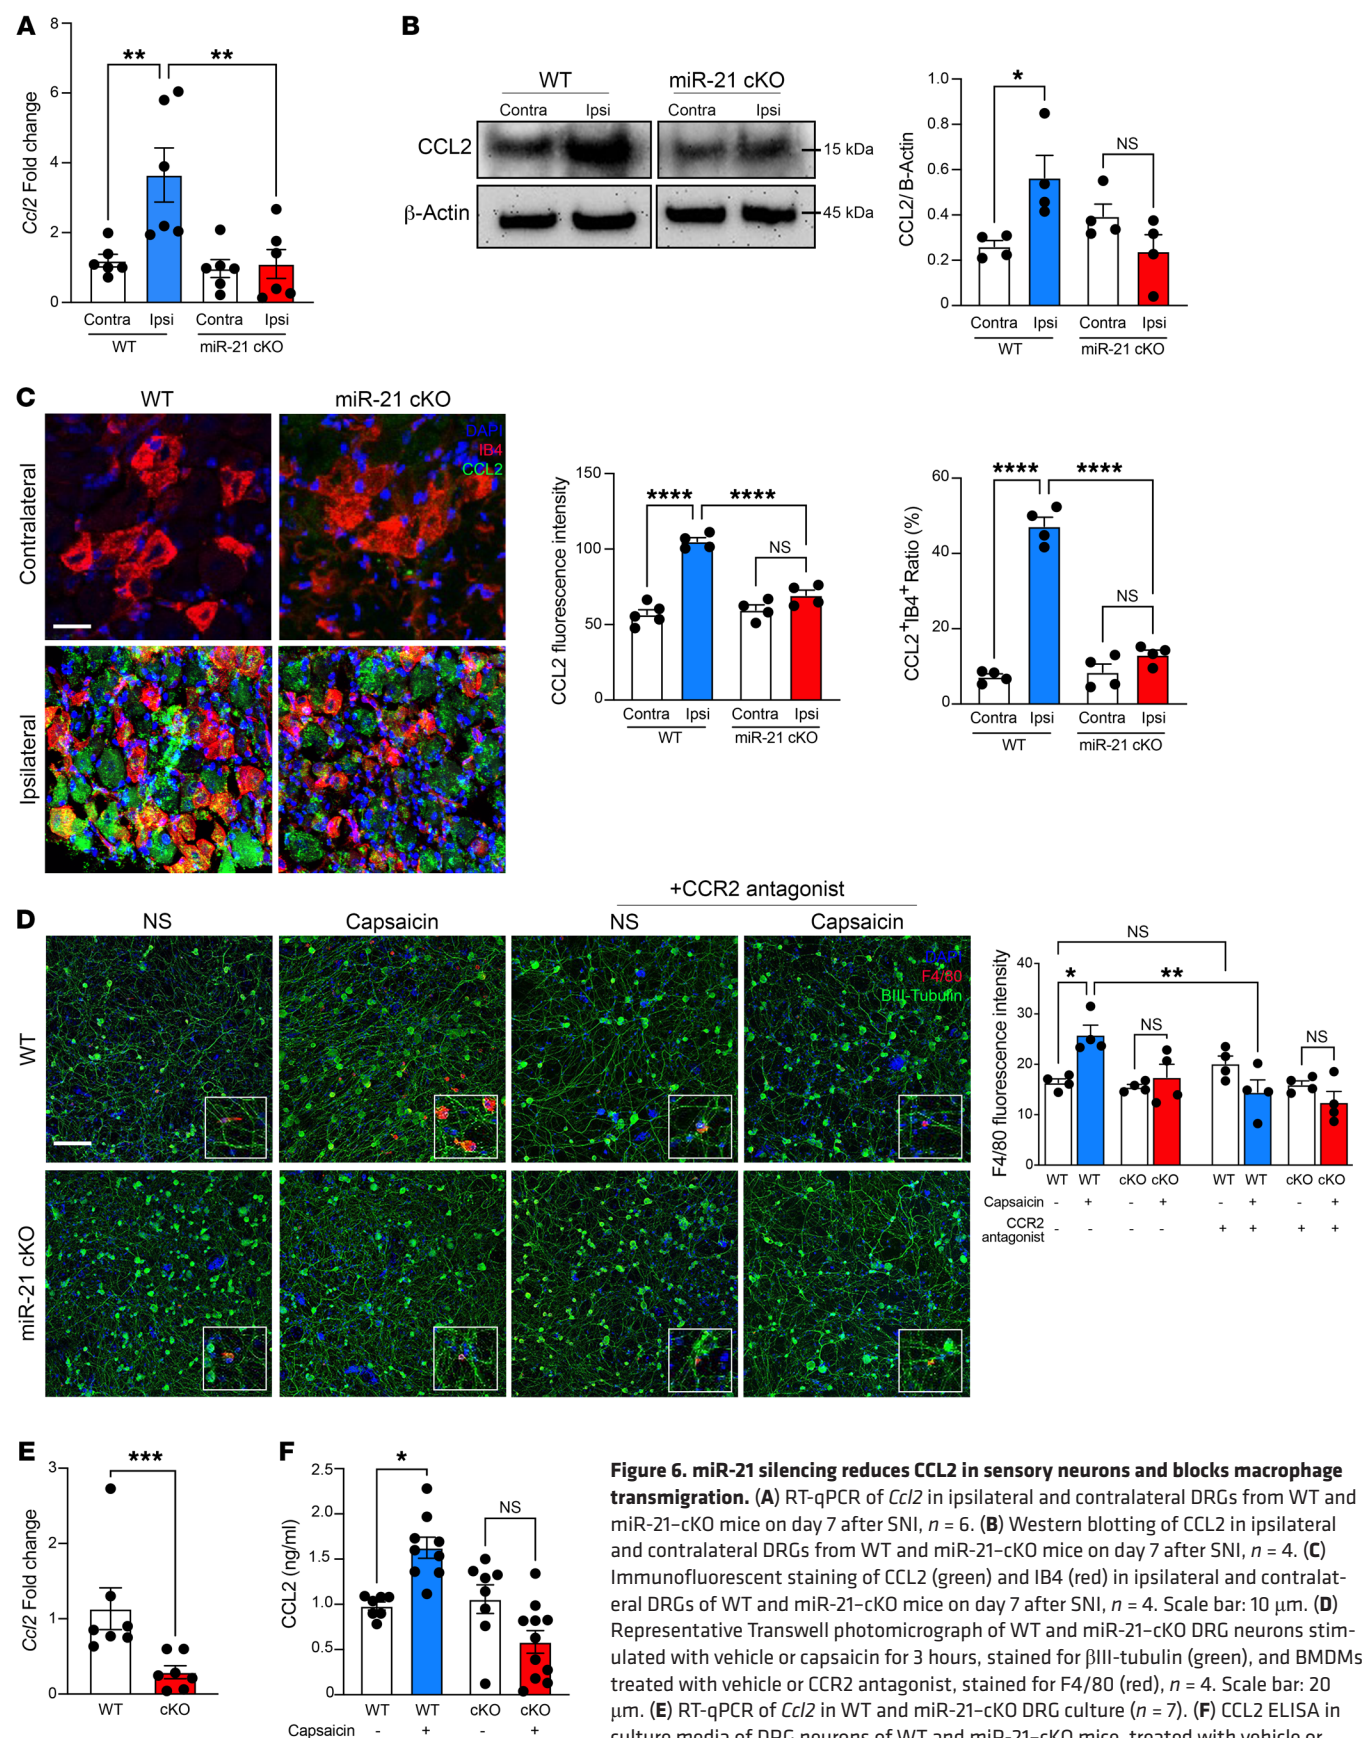 A
8
6
4
2
0
Ccl2 Fold change
** **
Contra Ipsi Contra Ipsi
WT miR-21 cKO
B
WT miR-21 cKO
Contra Ipsi Contra Ipsi
CCL2
15 kDa
β-Actin
45 kDa
1.0
0.8
0.6
0.4
0.2
0
CCL2/ B-Actin
* NS
Contra Ipsi Contra Ipsi
WT miR-21 cKO
C
WT miR-21 cKO
Contralateral
Ipsilateral
DAPI
IB4
CCL2
150
100
50
0
CCL2 fluorescence intensity
**** ****
NS
Contra Ipsi Contra Ipsi
WT miR-21 cKO
60
40
20
0
CCL2+IB4+ Ratio (%)
**** ****
NS
Contra Ipsi Contra Ipsi
WT miR-21 cKO
D
+CCR2 antagonist
NS Capsaicin NS Capsaicin
WT
miR-21 cKO
DAPI
F4/80
BIII-Tubulin
40
30
20
10
0
F4/80 fluorescence intensity
NS
* **
NS NS
WT WT cKO cKO WT WT cKO cKO
Capsaicin - + - + - + - +
CCR2 antagonist - - - - + + + +
E
3
2
1
0
Ccl2 Fold change
***
WT cKO
F
2.5
2.0
1.5
1.0
0.5
0
CCL2 (ng/ml)
* NS
WT WT cKO cKO
Capsaicin - + - +
Figure 6. miR-21 silencing reduces CCL2 in sensory neurons and blocks macrophage
transmigration. (A) RT-qPCR of Ccl2 in ipsilateral and contralateral DRGs from WT and
miR-21–cKO mice on day 7 after SNI, n = 6. (B) Western blotting of CCL2 in ipsilateral
and contralateral DRGs from WT and miR-21–cKO mice on day 7 after SNI, n = 4. (C)
Immunofluorescent staining of CCL2 (green) and IB4 (red) in ipsilateral and contralat-
eral DRGs of WT and miR-21–cKO mice on day 7 after SNI, n = 4. Scale bar: 10 μm. (D)
Representative Transwell photomicrograph of WT and miR-21–cKO DRG neurons stim-
ulated with vehicle or capsaicin for 3 hours, stained for βIII-tubulin (green), and BMDMs
treated with vehicle or CCR2 antagonist, stained for F4/80 (red), n = 4. Scale bar: 20
μm. (E) RT-qPCR of Ccl2 in WT and miR-21–cKO DRG culture (n = 7). (F) CCL2 ELISA in
culture media of DRG neurons of WT and miR-21–cKO mice, treated with vehicle or